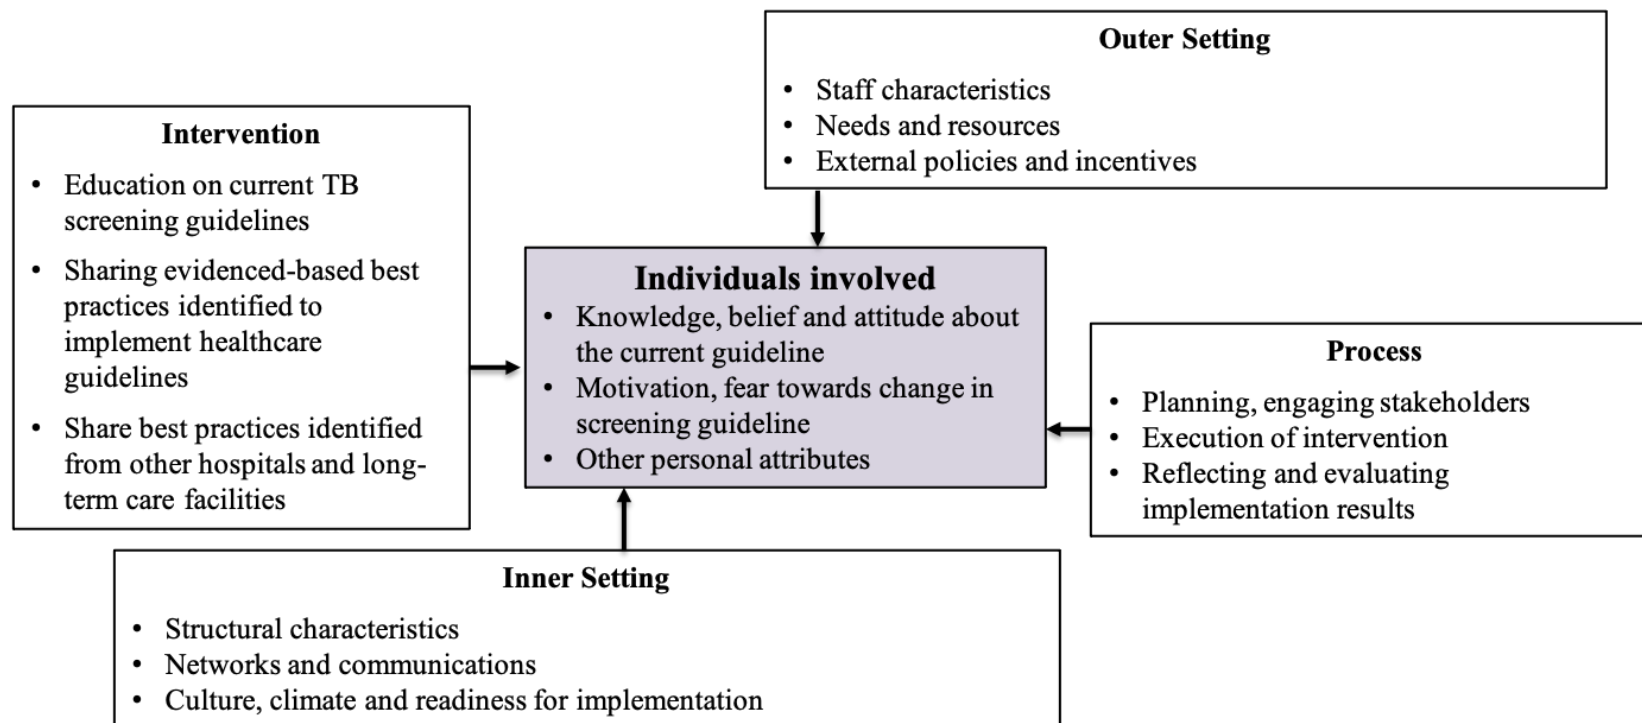 Outer Setting
• Staff characteristics
• Needs and resources
• External policies and incentives
Intervention
• Education on current TB
screening guidelines
• Sharing evidenced-based best
practices identified to
implement healthcare
guidelines
• Share best practices identified
from other hospitals and long-
term care facilities
Individuals involved
• Knowledge, belief and attitude about
the current guideline
• Motivation, fear towards change in
screening guideline
• Other personal attributes
Process
• Planning, engaging stakeholders
• Execution of intervention
• Reflecting and evaluating
implementation results
Inner Setting
• Structural characteristics
• Networks and communications
• Culture, climate and readiness for implementation